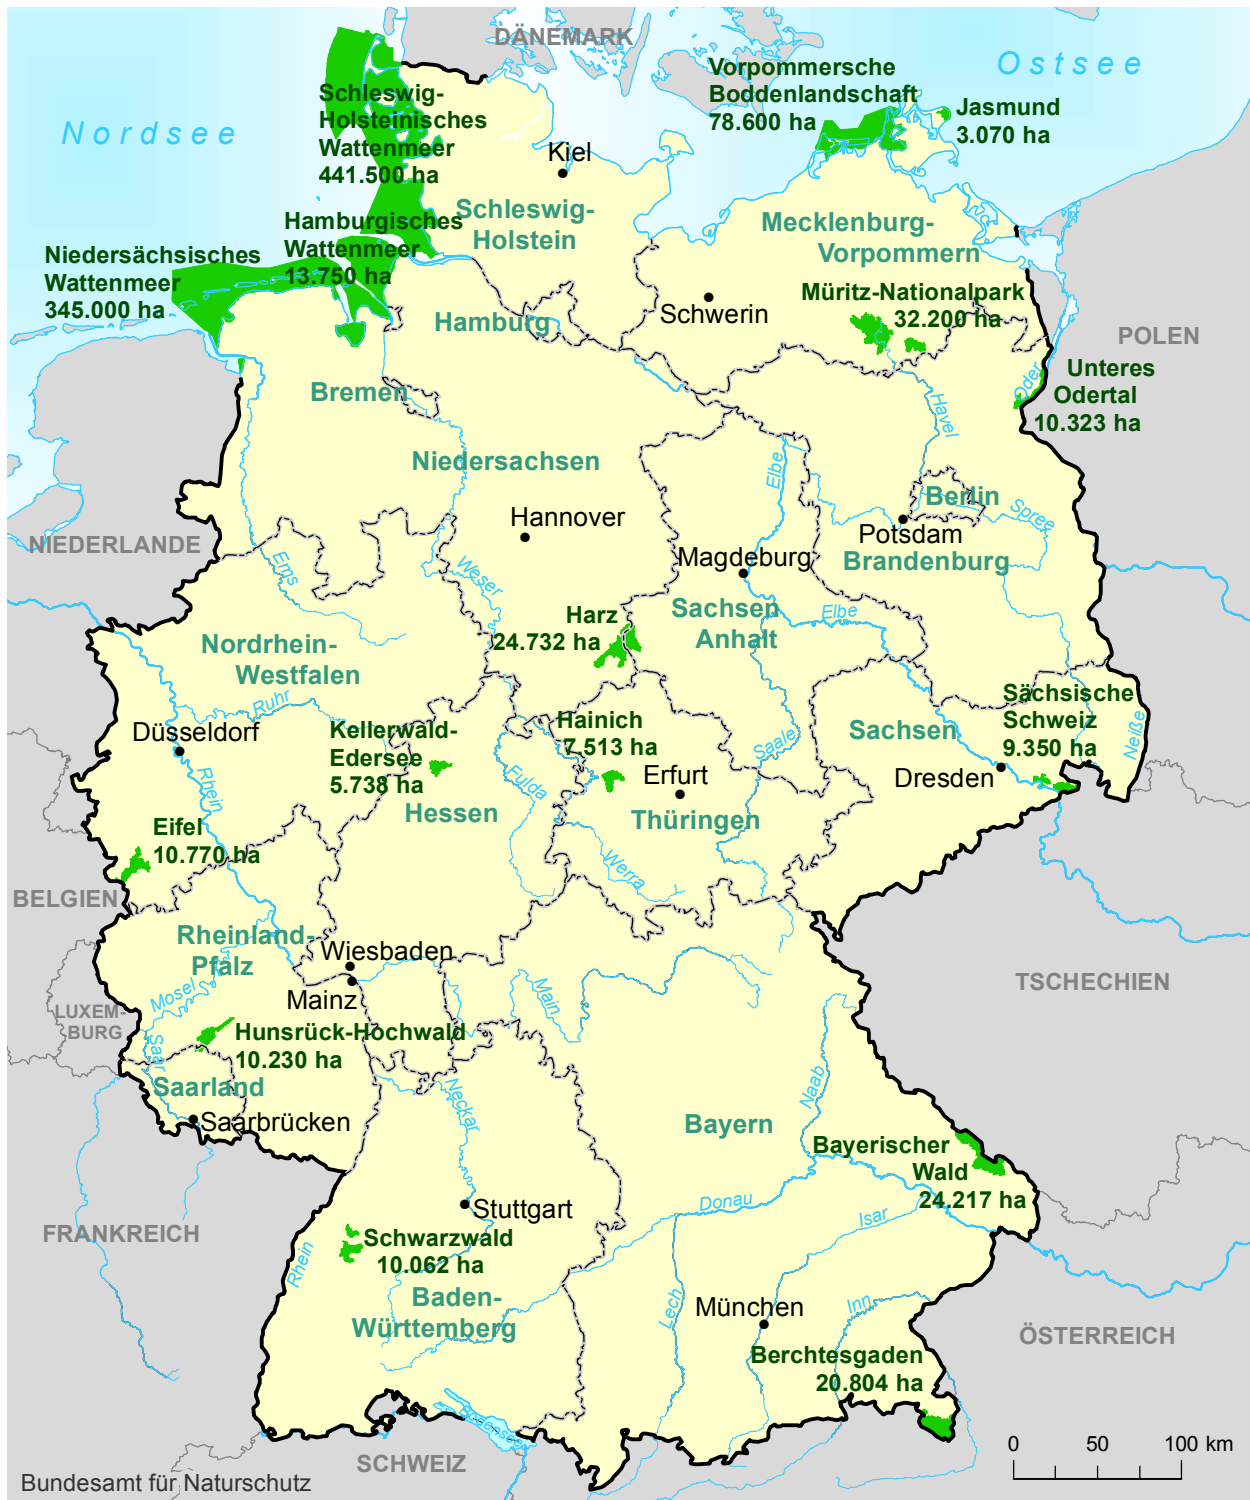 DÄNEMARK
Ostsee
Nordsee
Vorpommersche
Boddenlandschaft
78.600 ha
Jasmund
3.070 ha
Schleswig-
Holsteinisches
Wattenmeer
441.500 ha
Kiel
Schleswig-
Holstein
Mecklenburg-
Vorpommern
Hamburgisches
Wattenmeer
13.750 ha
Niedersächsisches
Wattenmeer
345.000 ha
Schwerin
Müritz-Nationalpark
32.200 ha
Hamburg
POLEN
Oder
Unteres
Odertal
10.323 ha
Bremen
Havel
Niedersachsen
Elbe
Berlin
Spree
Hannover
Potsdam
Brandenburg
NIEDERLANDE
Ems
Weser
Magdeburg
Sachsen
Anhalt
Elbe
Harz
24.732 ha
Nordrhein-
Westfalen
Ruhr
Sächsische
Schweiz
9.350 ha
Neiße
Düsseldorf
Rhein
Kellerwald-
Edersee
5.738 ha
Hainich
7.513 ha
Saale
Sachsen
Dresden
Erfurt
Fulda
Hessen
Thüringen
Eifel
10.770 ha
Werra
BELGIEN
Rheinland-
Pfalz
Wiesbaden
Mainz
Main
TSCHECHIEN
Mosel
LUXEM-
BURG
Saar
Hunsrück-Hochwald
10.230 ha
Saarland
Saarbrücken
Neckar
Naab
Bayern
Bayerischer
Wald
24.217 ha
Donau
Isar
Stuttgart
FRANKREICH
Rhein
Schwarzwald
10.062 ha
Baden-
Württemberg
Lech
München
Inn
ÖSTERREICH
Berchtesgaden
20.804 ha
Bodensee
SCHWEIZ
0 50 100 km
Bundesamt für Naturschutz